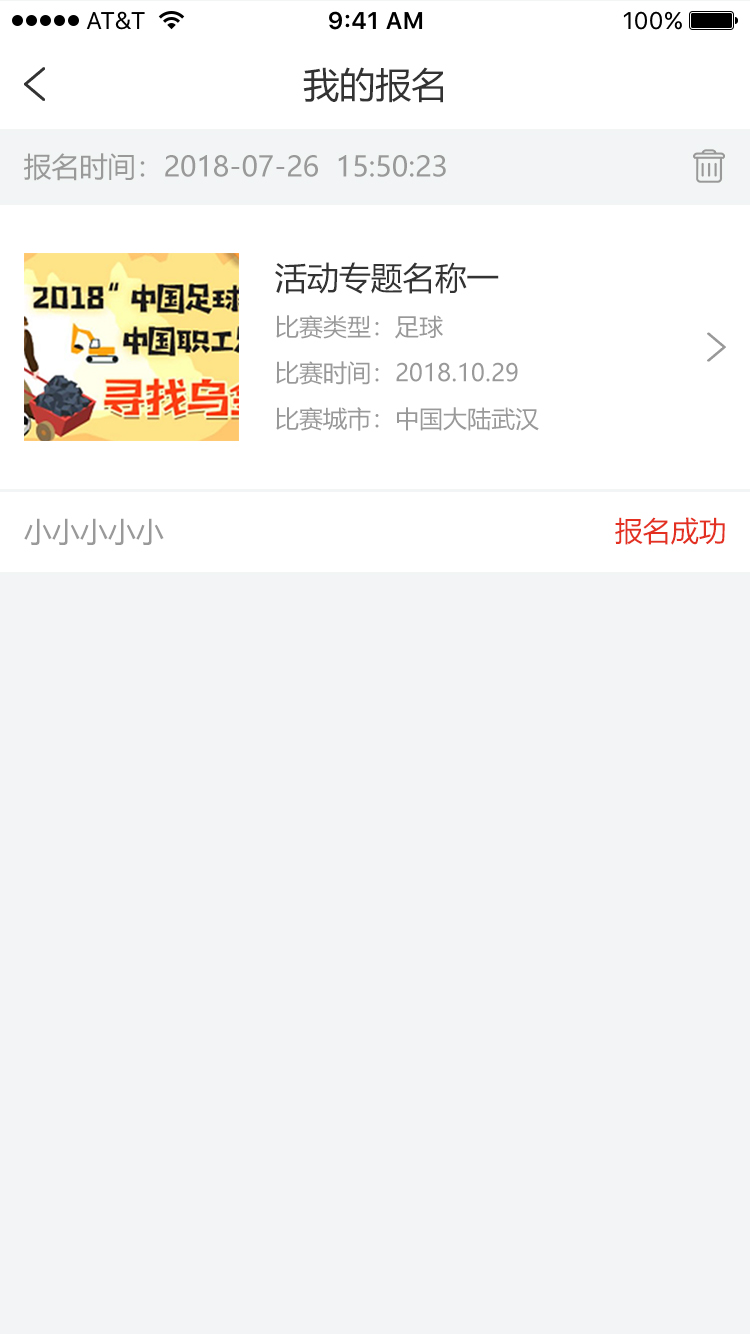 AT&T 9:41 AM 100%
我的报名
报名时间：2018-07-26 15:50:23
2018“中国足球
中国职工
寻找乌
活动专题名称一
比赛类型：足球
比赛时间：2018.10.29
比赛城市：中国大陆武汉
小小小小小
报名成功